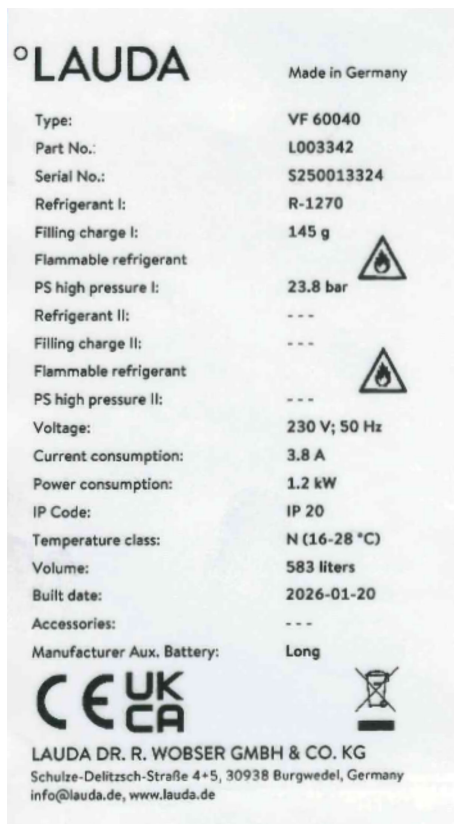 °LAUDA
Made in Germany
Type: VF 60040
Part No.: L003342
Serial No.: S250013324
Refrigerant I: R-1270
Filling charge I: 145 g
Flammable refrigerant
PS high pressure I: 23.8 bar
Refrigerant II: ---
Filling charge II: ---
Flammable refrigerant
PS high pressure II: ---
Voltage: 230 V; 50 Hz
Current consumption: 3.8 A
Power consumption: 1.2 kW
IP Code: IP 20
Temperature class: N (16-28 °C)
Volume: 583 liters
Built date: 2026-01-20
Accessories: ---
Manufacturer Aux. Battery: Long
CE UK
CA
LAUDA DR. R. WOBSER GMBH & CO. KG
Schulze-Delitzsch-Straße 4+5, 30938 Burgwedel, Germany
info@lauda.de, www.lauda.de